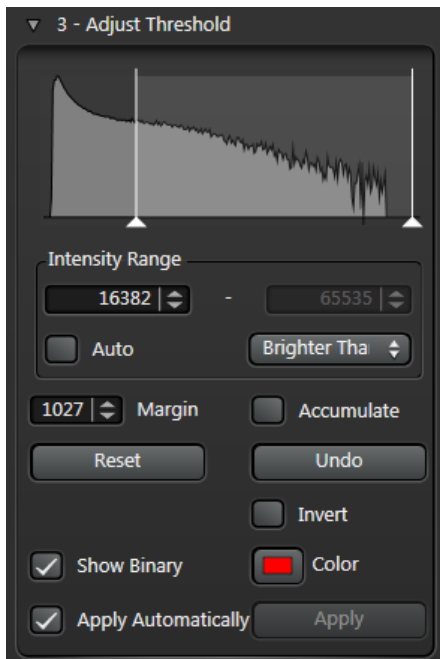 3 - Adjust Threshold
Intensity Range
16382 - 65535
Auto Brighter Tha
1027 Margin Accumulate
Reset Undo
Invert
Show Binary Color
Apply Automatically Apply